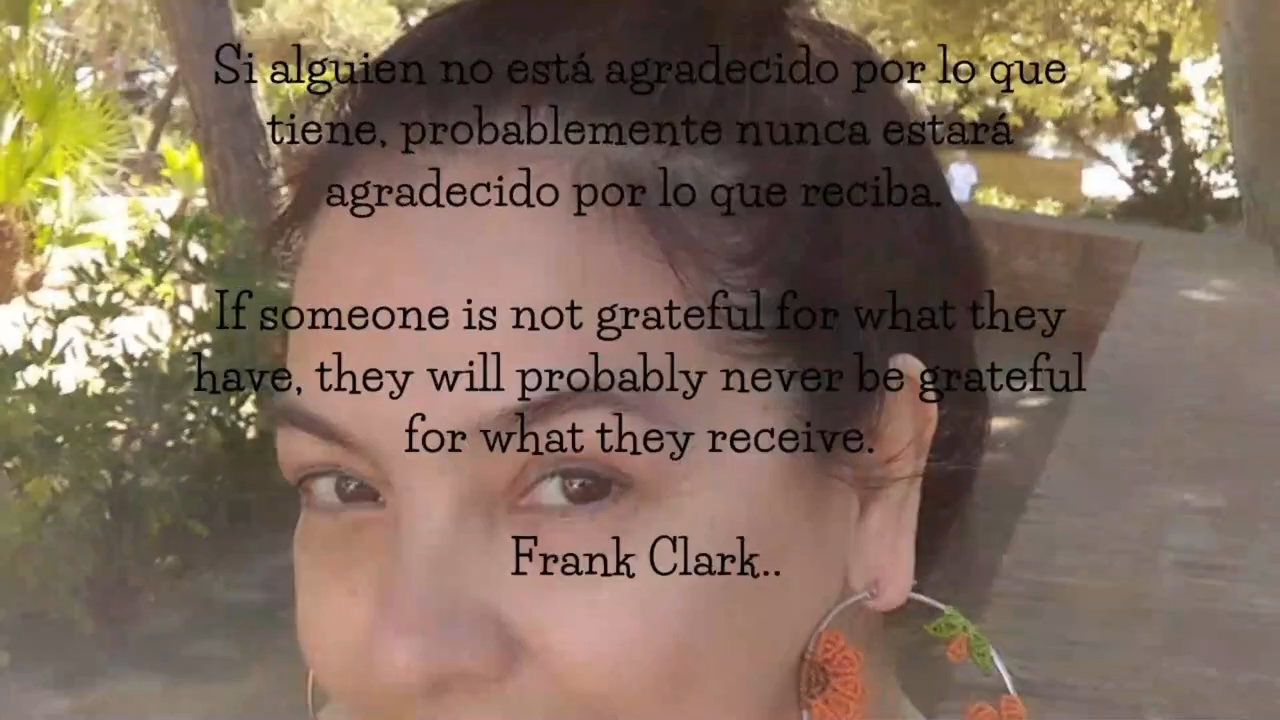 Si alguien no está agradecido por lo que
tiene, probablemente nunca estará
agradecido por lo que reciba.
If someone is not grateful for what they
have, they will probably never be grateful
for what they receive.
Frank Clark..